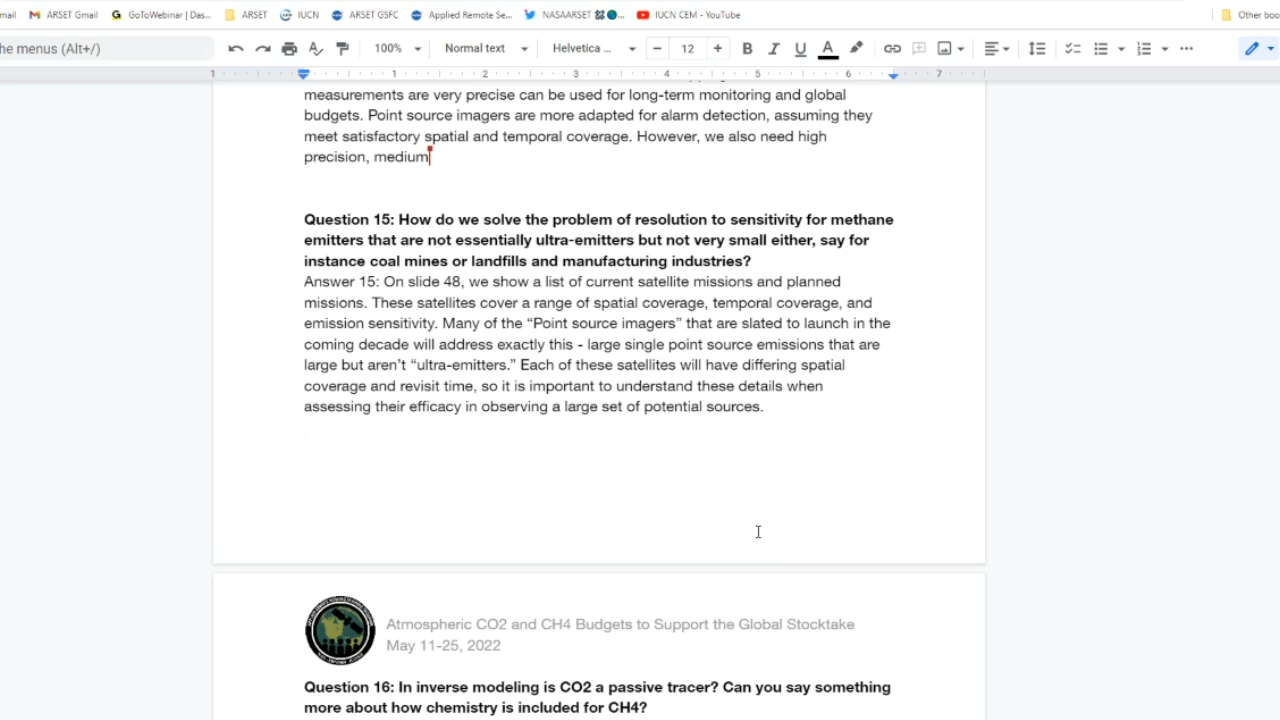 mail ARSET Gmail GoToWebinar | Das... ARSET IUCN ARSET GSFC Applied Remote Se... NASAARSET IUCN CEM - YouTube Other boo
he menus (Alt+/) 100% Normal text Helvetica ... 12 B I U A
1 1 2 3 4 5 6 7
measurements are very precise can be used for long-term monitoring and global
budgets. Point source imagers are more adapted for alarm detection, assuming they
meet satisfactory spatial and temporal coverage. However, we also need high
precision, medium
Question 15: How do we solve the problem of resolution to sensitivity for methane
emitters that are not essentially ultra-emitters but not very small either, say for
instance coal mines or landfills and manufacturing industries?
Answer 15: On slide 48, we show a list of current satellite missions and planned
missions. These satellites cover a range of spatial coverage, temporal coverage, and
emission sensitivity. Many of the “Point source imagers” that are slated to launch in the
coming decade will address exactly this - large single point source emissions that are
large but aren’t “ultra-emitters.” Each of these satellites will have differing spatial
coverage and revisit time, so it is important to understand these details when
assessing their efficacy in observing a large set of potential sources.
Atmospheric CO2 and CH4 Budgets to Support the Global Stocktake
May 11-25, 2022
Question 16: In inverse modeling is CO2 a passive tracer? Can you say something
more about how chemistry is included for CH4?